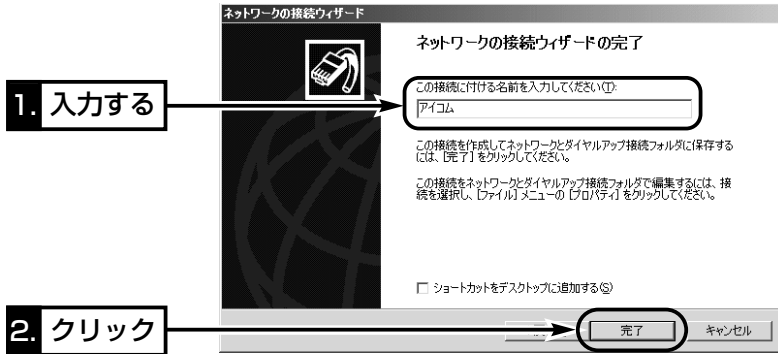 ネットワークの接続ウィザード
ネットワークの接続ウィザードの完了
この接続に付ける名前を入力してください(T):
1. 入力する
アイコム
この接続を作成してネットワークとダイヤルアップ接続フォルダに保存する
には、[完了] をクリックしてください。
この接続をネットワークとダイヤルアップ接続フォルダで編集するには、接
続を選択し、[ファイル] メニューの [プロパティ] をクリックしてください。
ショートカットをデスクトップに追加する(S)
2. クリック
完了
キャンセル